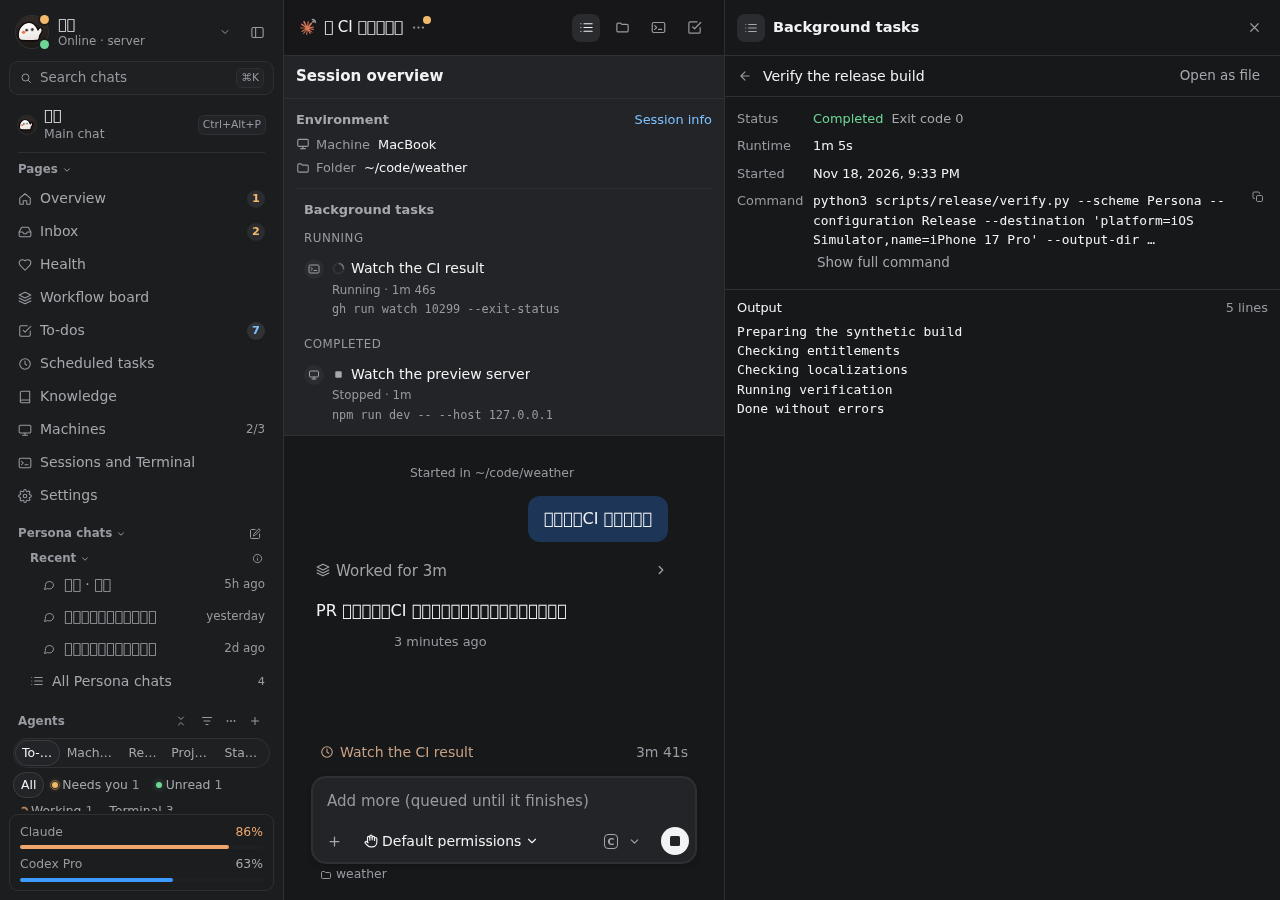 Online · server
Search chats
⌘K
Main chat
Ctrl+Alt+P
Pages
Overview
1
Inbox
2
Health
Workflow board
To-dos
7
Scheduled tasks
Knowledge
Machines
2/3
Sessions and Terminal
Settings
Persona chats
Recent
5h ago
yesterday
2d ago
All Persona chats
4
Agents
To-…
Mach…
Re…
Proj…
Sta…
All
Needs you 1
Unread 1
Working 1
Terminal 3
Claude
86%
Codex Pro
63%
CI
Session overview
Environment
Session info
Machine MacBook
Folder ~/code/weather
Background tasks
RUNNING
Watch the CI result
Running · 1m 46s
gh run watch 10299 --exit-status
COMPLETED
Watch the preview server
Stopped · 1m
npm run dev -- --host 127.0.0.1
Started in ~/code/weather
CI
Worked for 3m
PR CI
3 minutes ago
Watch the CI result
3m 41s
Add more (queued until it finishes)
Default permissions
C
weather
Background tasks
Verify the release build
Open as file
Status Completed Exit code 0
Runtime 1m 5s
Started Nov 18, 2026, 9:33 PM
Command python3 scripts/release/verify.py --scheme Persona --
configuration Release --destination 'platform=iOS
Simulator,name=iPhone 17 Pro' --output-dir …
Show full command
Output
5 lines
Preparing the synthetic build
Checking entitlements
Checking localizations
Running verification
Done without errors